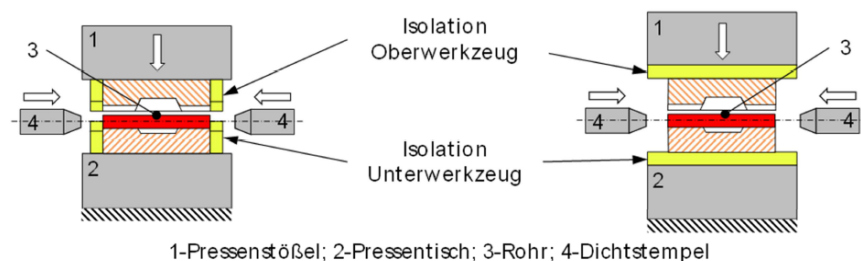 1
3
4
4
2
Isolation
Oberwerkzeug
Isolation
Unterwerkzeug
1
3
4
4
2
1-Pressenstößel; 2-Pressentisch; 3-Rohr; 4-Dichtstempel